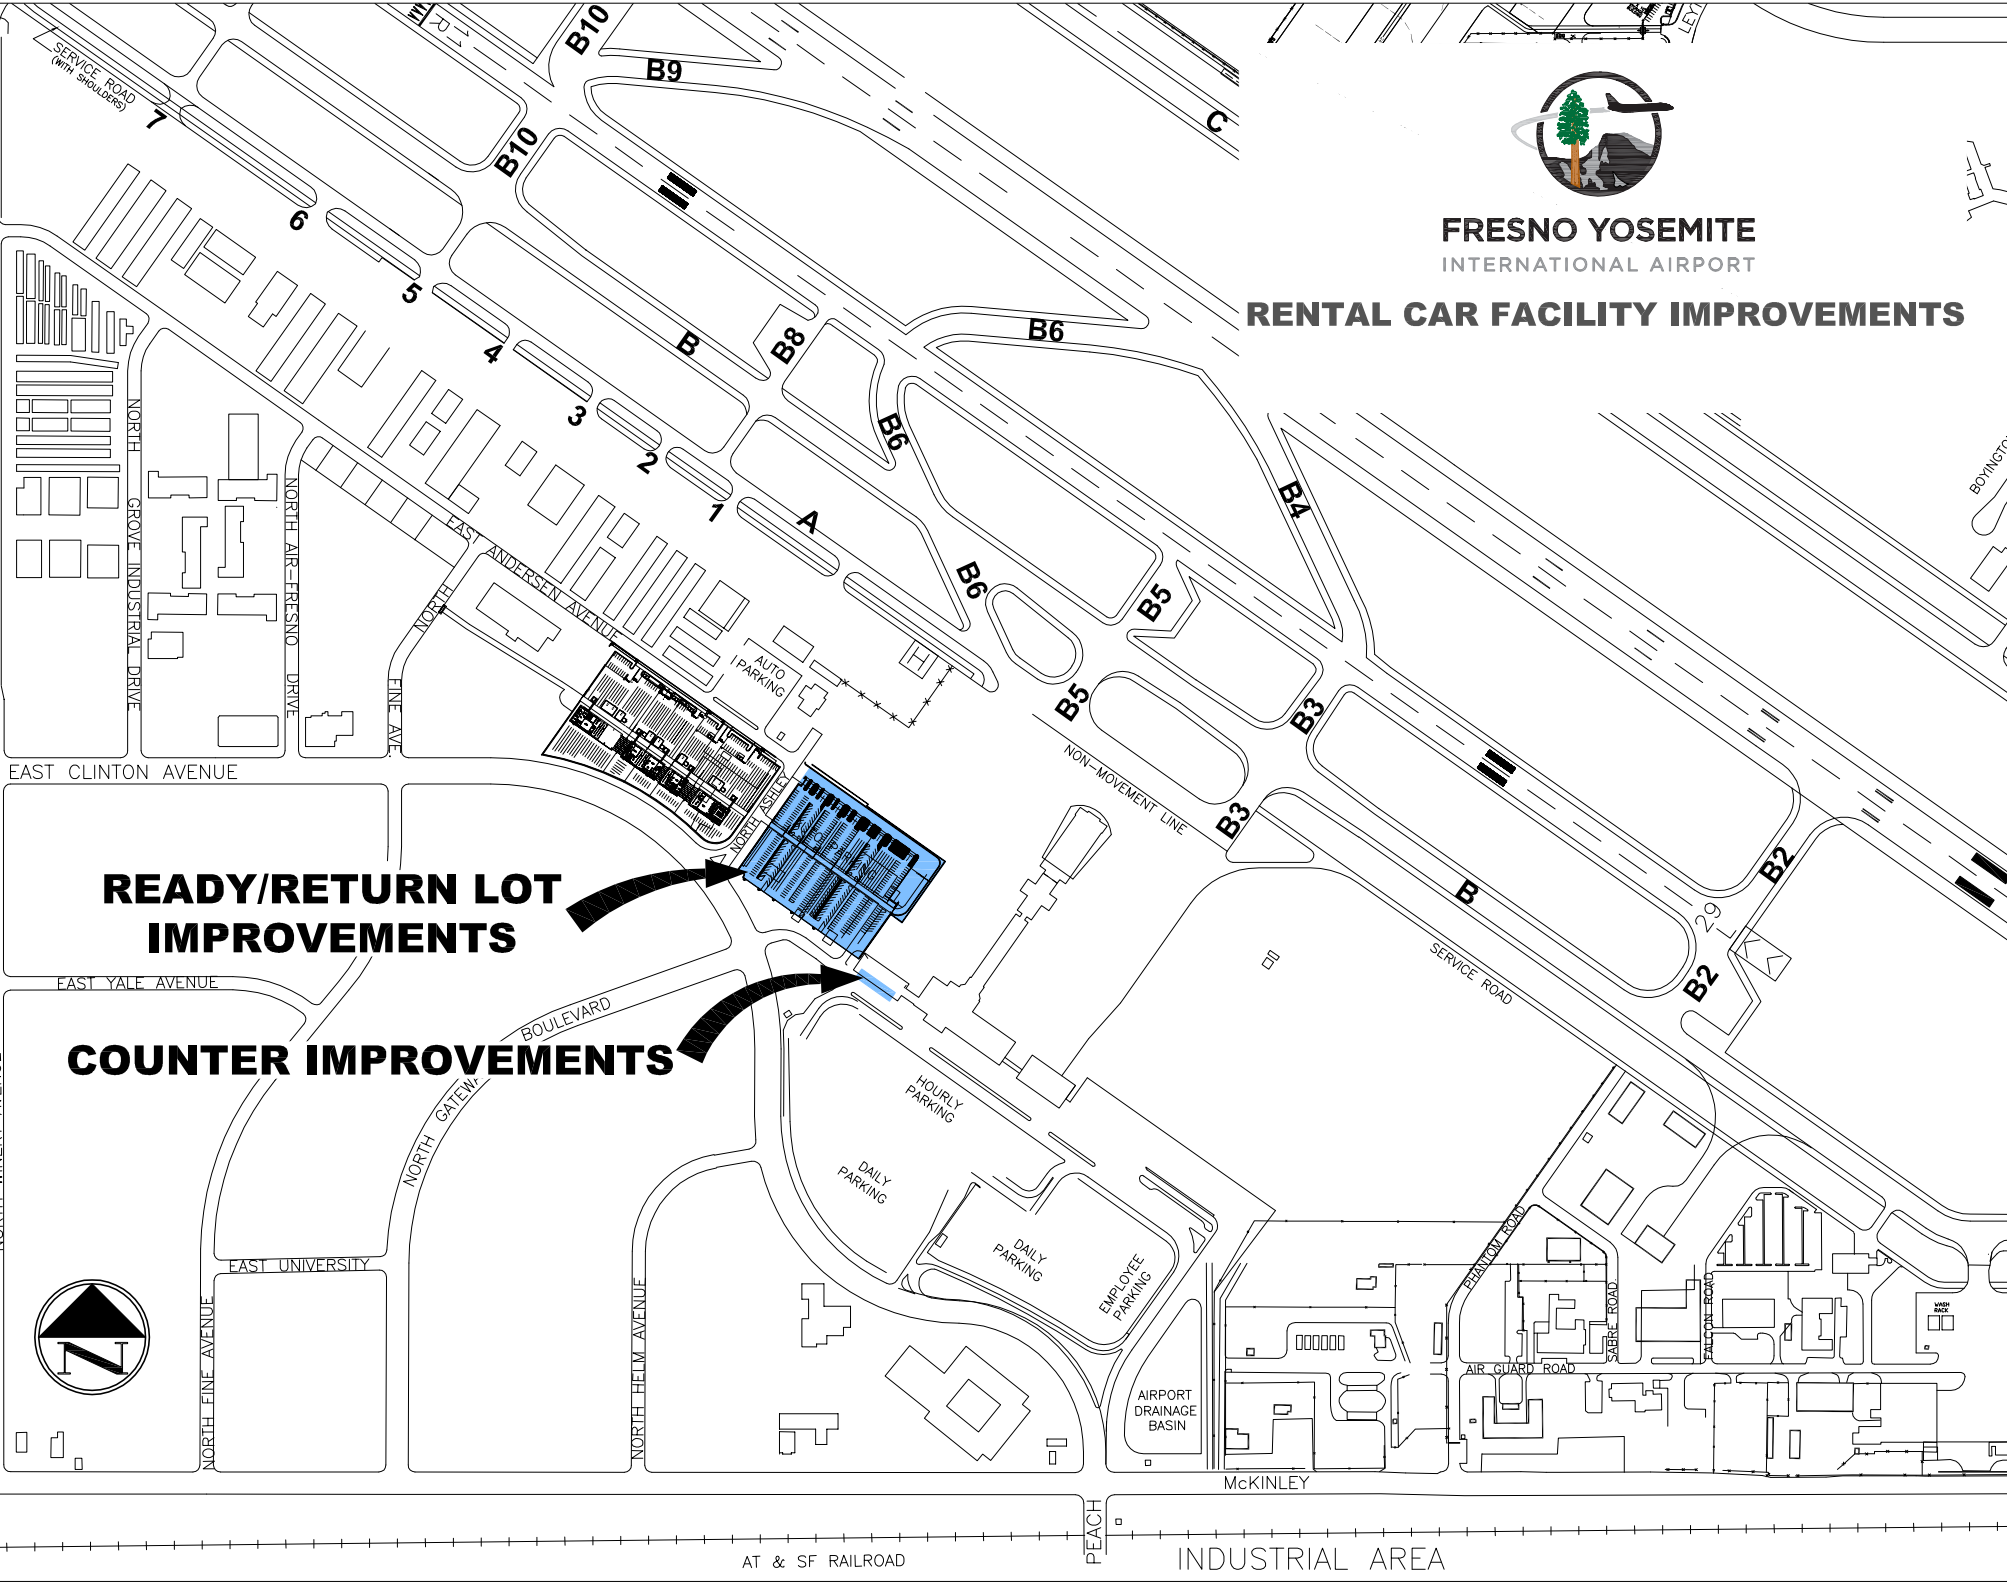 FRESNO YOSEMITE
INTERNATIONAL AIRPORT
RENTAL CAR FACILITY IMPROVEMENTS
SERVICE ROAD
(WITH SHOULDERS)
7
6
5
4
3
2
1
A
B10
B10
B9
B8
B
C
B6
B6
B6
B5
B5
B4
B3
B3
B2
B2
B
29
NON-MOVEMENT LINE
SERVICE ROAD
NORTH GROVE INDUSTRIAL DRIVE
NORTH AIR-FRESNO DRIVE
EAST ANDERSEN AVENUE
NORTH FINE AVE.
AUTO
PARKING
H
NORTH ASHLEY
EAST CLINTON AVENUE
READY/RETURN LOT
IMPROVEMENTS
EAST YALE AVENUE
COUNTER IMPROVEMENTS
NORTH GATEWAY BOULEVARD
HOURLY
PARKING
DAILY
PARKING
DAILY
PARKING
EMPLOYEE
PARKING
EAST UNIVERSITY
NORTH FINE AVENUE
NORTH HELM AVENUE
N
AIRPORT
DRAINAGE
BASIN
PHANTOM ROAD
SABRE ROAD
FALCON ROAD
AIR GUARD ROAD
WASH
RACK
McKINLEY
PEACH
AT & SF RAILROAD
INDUSTRIAL AREA